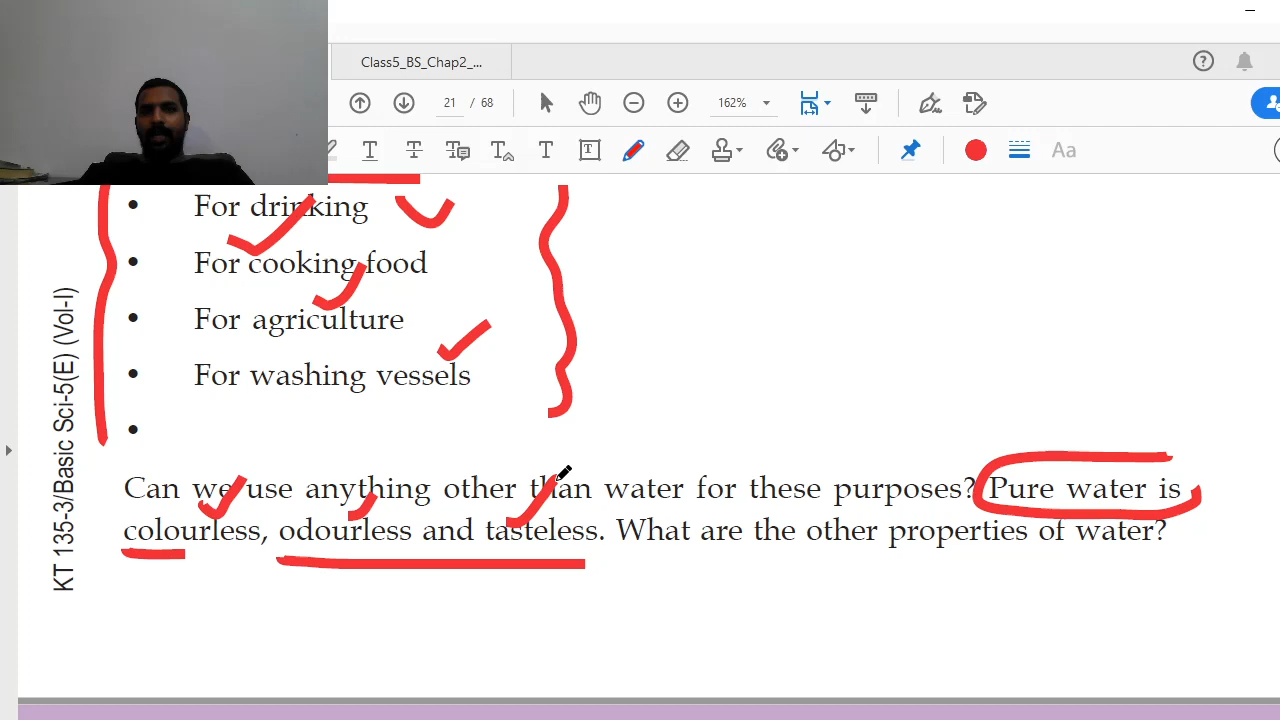 Class5_BS_Chap2_...
21 / 68
162%
Aa
• For drinking
• For cooking food
• For agriculture
• For washing vessels
•
Can we use anything other than water for these purposes? Pure water is
colourless, odourless and tasteless. What are the other properties of water?
KT 135-3/Basic Sci-5(E) (Vol-I)